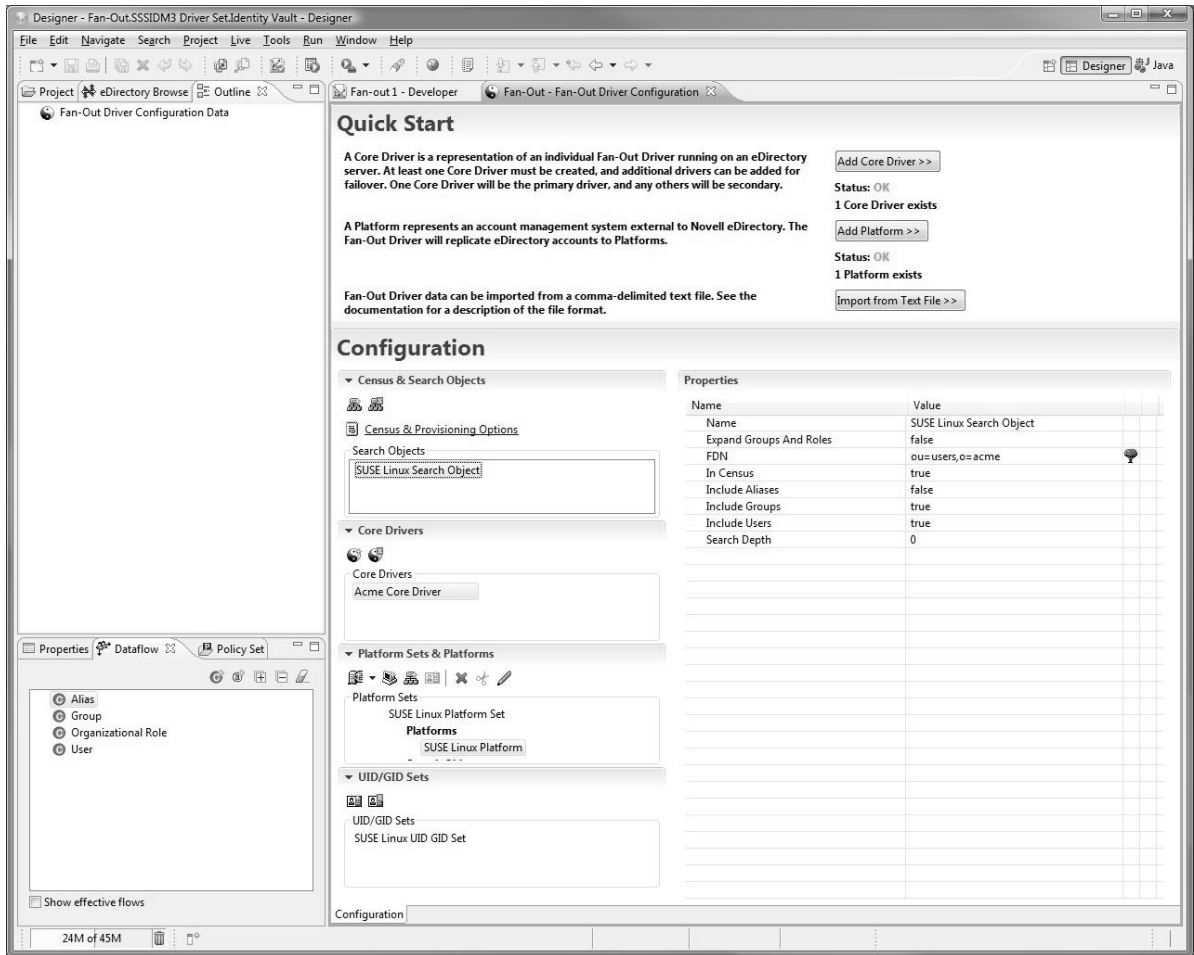 Designer - Fan-Out.SSSIDM3 Driver Set.Identity Vault - Designer
File Edit Navigate Search Project Live Tools Run Window Help
Designer Java
Project eDirectory Browse Outline
Fan-out 1 - Developer Fan-Out - Fan-Out Driver Configuration
Fan-Out Driver Configuration Data
Quick Start
A Core Driver is a representation of an individual Fan-Out Driver running on an eDirectory
server. At least one Core Driver must be created, and additional drivers can be added for
failover. One Core Driver will be the primary driver, and any others will be secondary.
Add Core Driver >>
Status: OK
1 Core Driver exists
A Platform represents an account management system external to Novell eDirectory. The
Fan-Out Driver will replicate eDirectory accounts to Platforms.
Add Platform >>
Status: OK
1 Platform exists
Fan-Out Driver data can be imported from a comma-delimited text file. See the
documentation for a description of the file format.
Import from Text File >>
Configuration
Census & Search Objects
Census & Provisioning Options
Search Objects
SUSE Linux Search Object
Core Drivers
Core Drivers
Acme Core Driver
Platform Sets & Platforms
Platform Sets
SUSE Linux Platform Set
Platforms
SUSE Linux Platform
UID/GID Sets
UID/GID Sets
SUSE Linux UID GID Set
Properties
Name Value
Name SUSE Linux Search Object
Expand Groups And Roles false
FDN ou=users,o=acme
In Census true
Include Aliases false
Include Groups true
Include Users true
Search Depth 0
Properties Dataflow Policy Set
Alias
Group
Organizational Role
User
Show effective flows
Configuration
24M of 45M